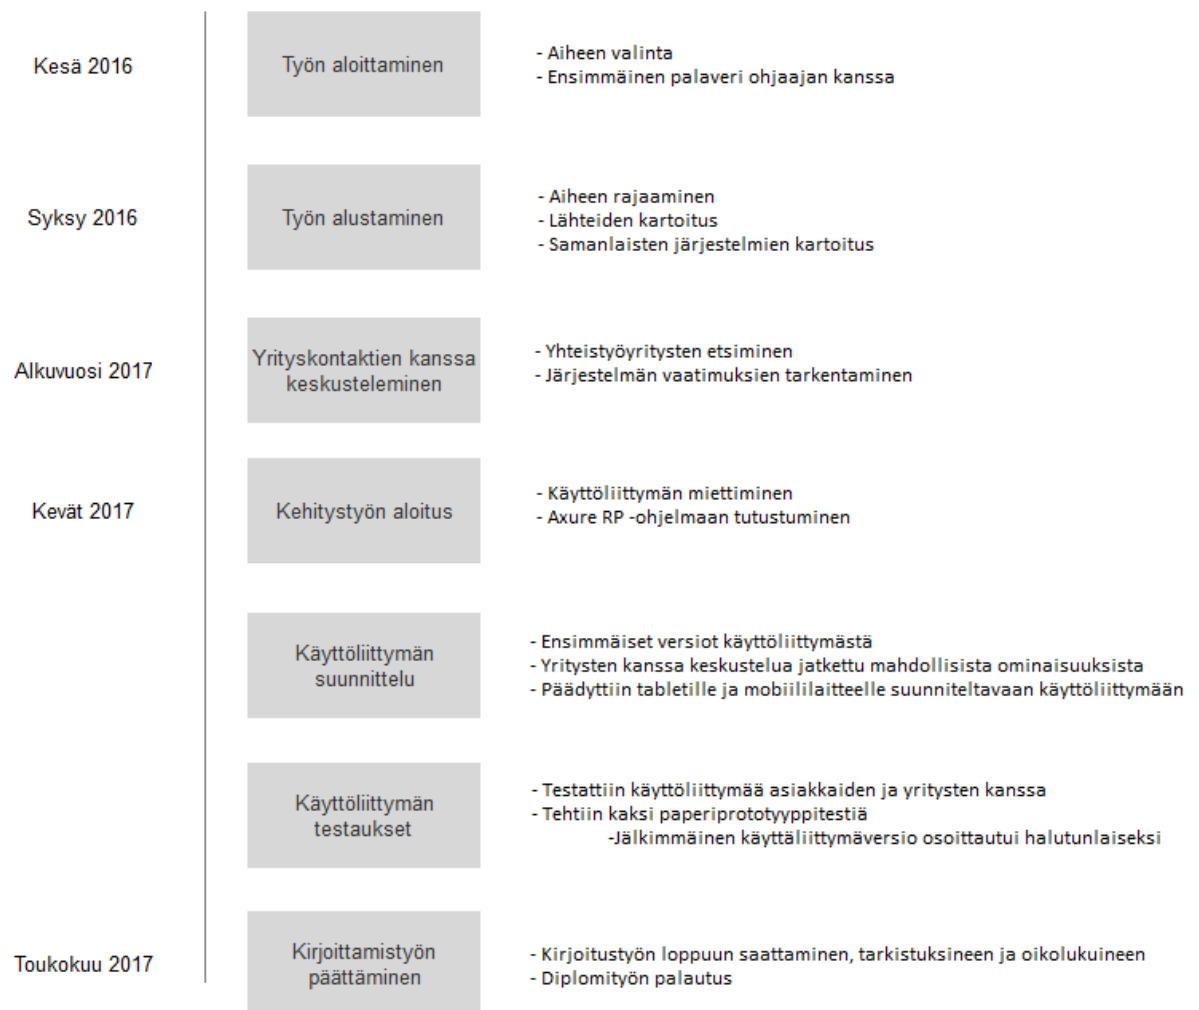 Kesä 2016
Työn aloittaminen
- Aiheen valinta
- Ensimmäinen palaveri ohjaajan kanssa
Syksy 2016
Työn alustaminen
- Aiheen rajaaminen
- Lähteiden kartoitus
- Samanlaisten järjestelmien kartoitus
Alkuvuosi 2017
Yrityskontaktien kanssa
keskusteleminen
- Yhteistyöyritysten etsiminen
- Järjestelmän vaatimuksien tarkentaminen
Kevät 2017
Kehitystyön aloitus
- Käyttöliittymän miettiminen
- Axure RP -ohjelmaan tutustuminen
Käyttöliittymän
suunnittelu
- Ensimmäiset versiot käyttöliittymästä
- Yritysten kanssa keskustelua jatkettu mahdollisista ominaisuuksista
- Päädyttiin tabletille ja mobiililaitteelle suunniteltavaan käyttöliittymään
Käyttöliittymän
testaukset
- Testattiin käyttöliittymää asiakkaiden ja yritysten kanssa
- Tehtiin kaksi paperiprototyyppitestiä
-Jälkimmäinen käyttäliittymäversio osoittautui halutunlaiseksi
Toukokuu 2017
Kirjoittamistyön
päättäminen
- Kirjoitustyön loppuun saattaminen, tarkistuksineen ja oikolukuineen
- Diplomityön palautus